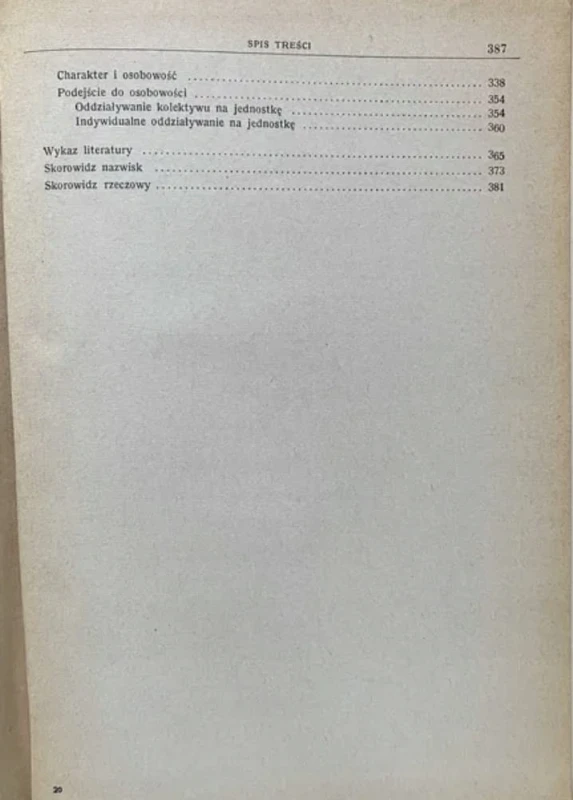 SPIS TREŚCI 387
Charakter i osobowość ........ 338
Podejście do osobowości ........ 354
Oddziaływanie kolektywu na jednostkę ........ 354
Indywidualne oddziaływanie na jednostkę ........ 360
Wykaz literatury ........ 365
Skorowidz nazwisk ........ 373
Skorowidz rzeczowy ........ 381
20